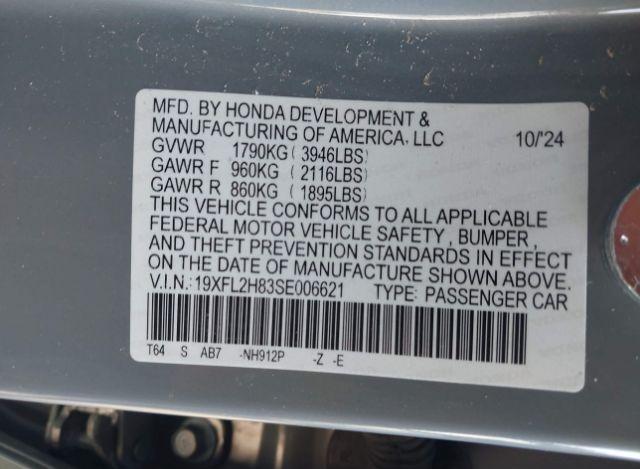 MFD. BY HONDA DEVELOPMENT &
MANUFACTURING OF AMERICA, LLC 10/'24
GVWR 1790KG (3946LBS)
GAWR F 960KG (2116LBS)
GAWR R 860KG (1895LBS)
THIS VEHICLE CONFORMS TO ALL APPLICABLE
FEDERAL MOTOR VEHICLE SAFETY, BUMPER,
AND THEFT PREVENTION STANDARDS IN EFFECT
ON THE DATE OF MANUFACTURE SHOWN ABOVE.
V.I.N.: 19XFL2H83SE006621 TYPE: PASSENGER CAR
T64 S AB7 -NH912P -Z -E